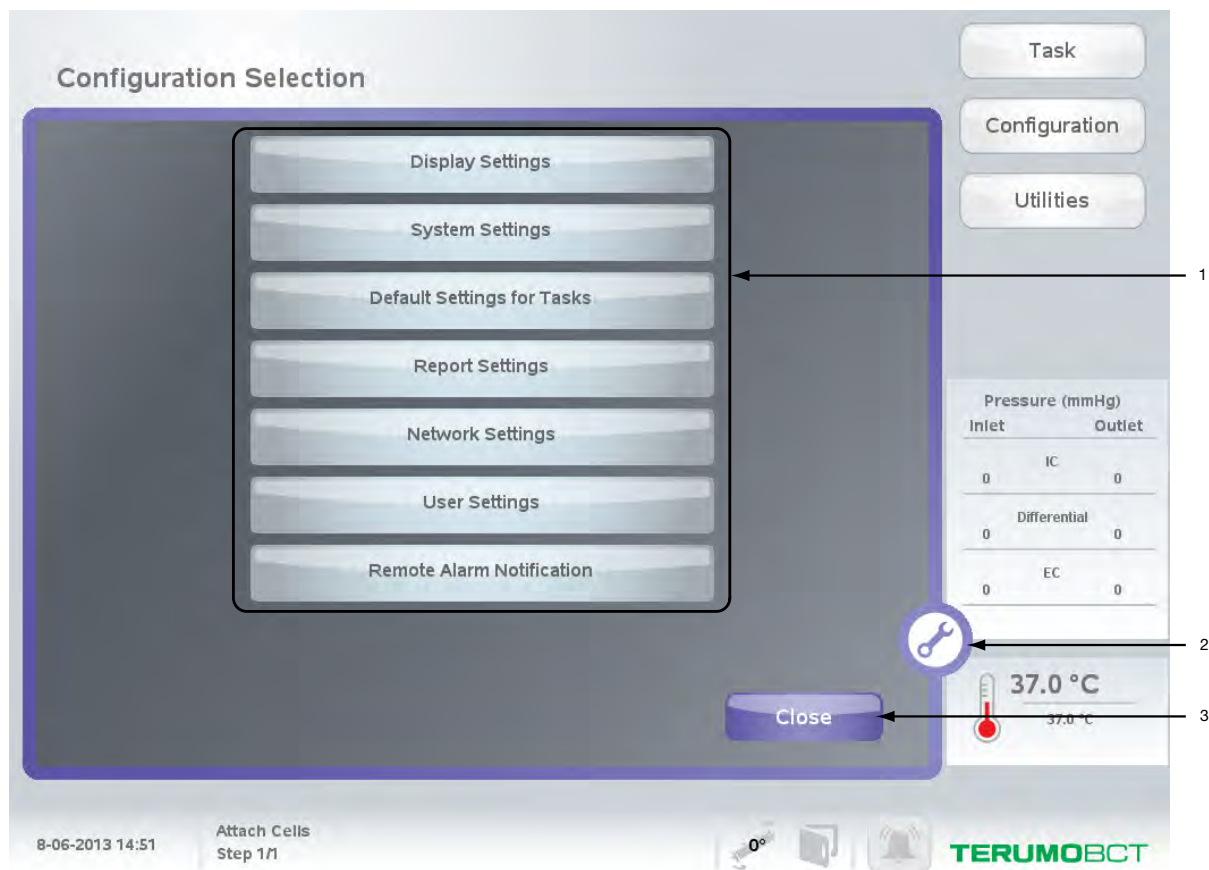 Configuration Selection
Task
Configuration
Utilities
Display Settings
System Settings
Default Settings for Tasks
Report Settings
Network Settings
User Settings
Remote Alarm Notification
1
Pressure (mmHg)
Inlet Outlet
IC
0 0
Differential
0 0
EC
0 0
2
37.0 °C
37.0 °C
Close
3
8-06-2013 14:51
Attach Cells
Step 1/1
0°
TERUMOBCT